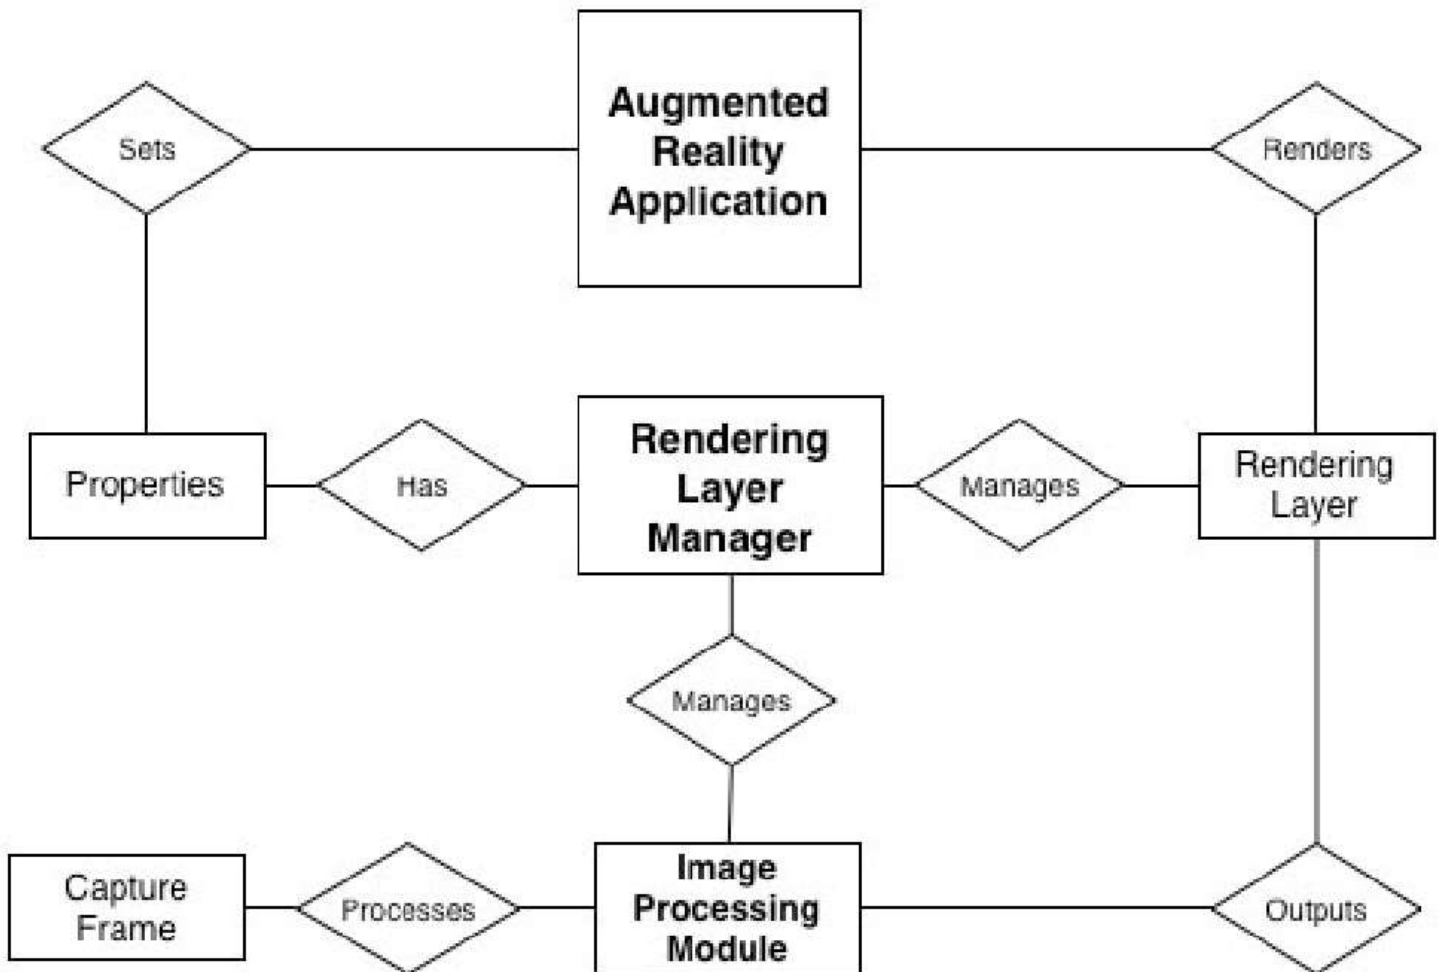 Augmented
Reality
Application
Sets
Renders
Properties
Has
Rendering
Layer
Manager
Manages
Rendering
Layer
Manages
Capture
Frame
Processes
Image
Processing
Module
Outputs